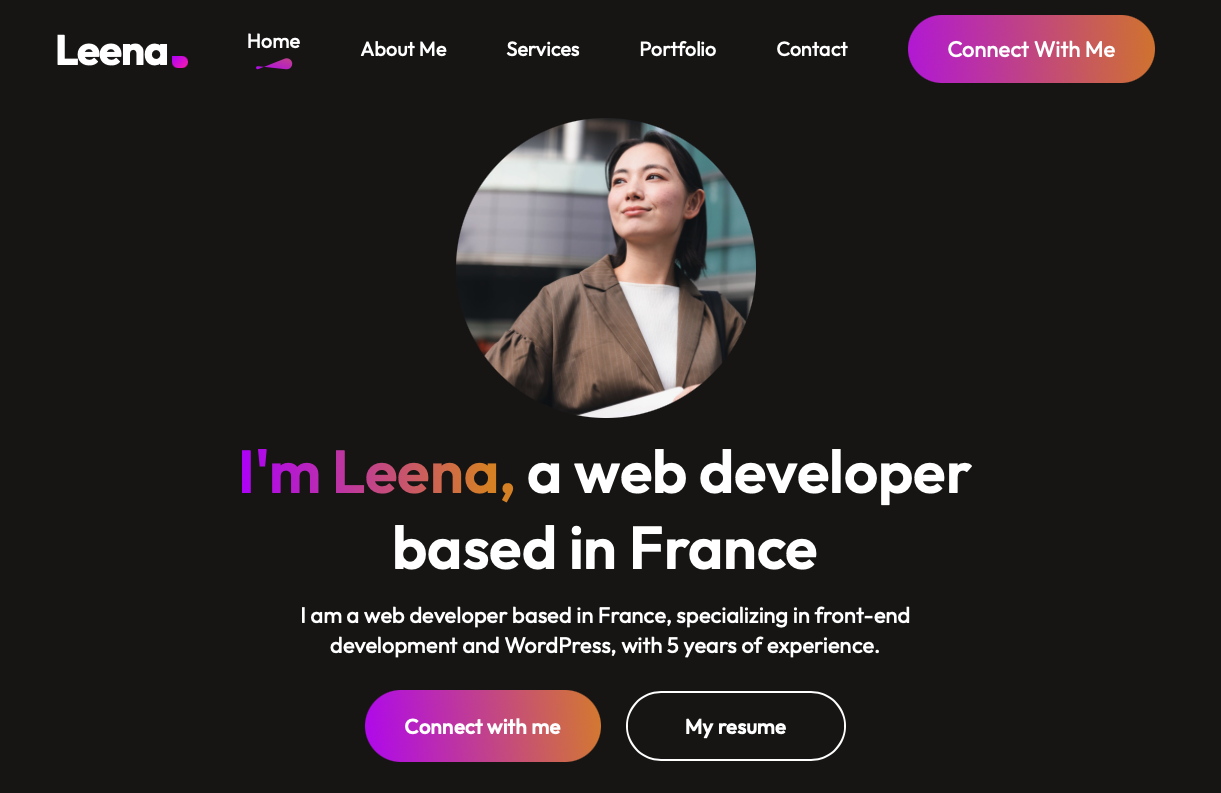 Leena
Home
About Me
Services
Portfolio
Contact
Connect With Me
I'm Leena, a web developer
based in France
I am a web developer based in France, specializing in front-end
development and WordPress, with 5 years of experience.
Connect with me
My resume